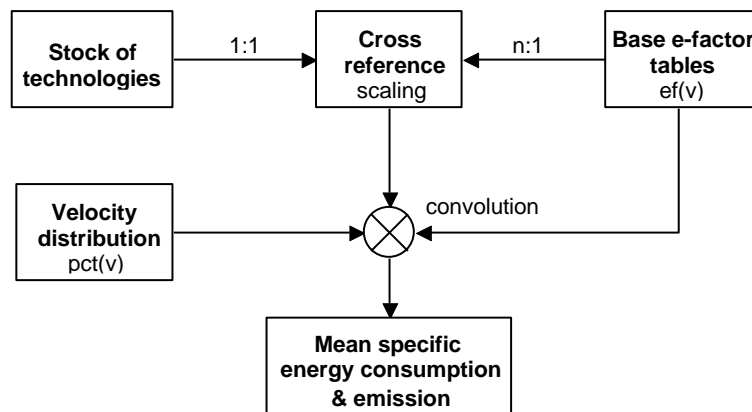 Stock of
technologies
1:1
Cross
reference
scaling
n:1
Base e-factor
tables
ef(v)
Velocity
distribution
pct(v)
convolution
Mean specific
energy consumption
& emission